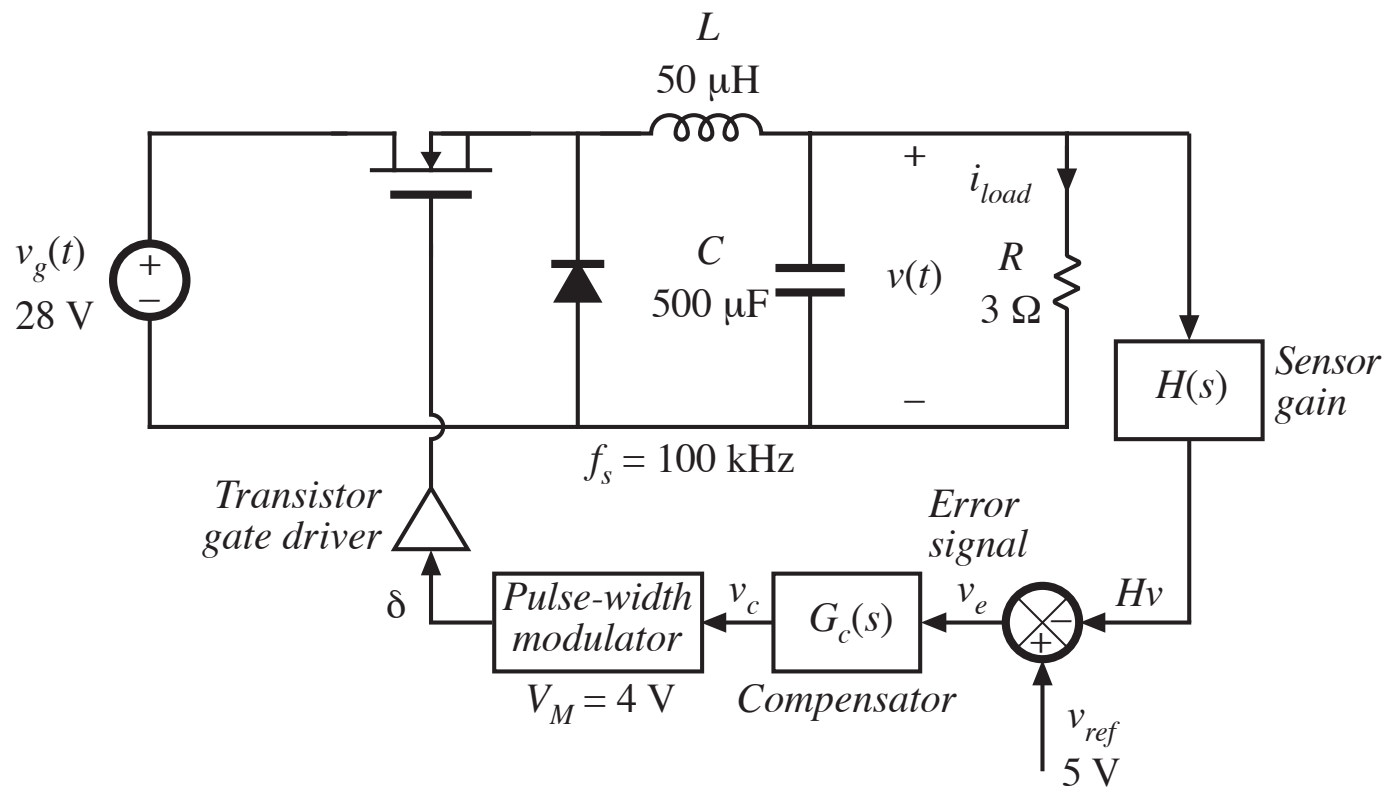 L
50 μH
v_g(t)
28 V
+
−
C
500 μF
+
v(t)
−
i_load
R
3 Ω
H(s)
Sensor
gain
f_s = 100 kHz
Transistor
gate driver
δ
Pulse-width
modulator
V_M = 4 V
v_c
G_c(s)
Compensator
Error
signal
v_e
−
+
Hv
v_ref
5 V